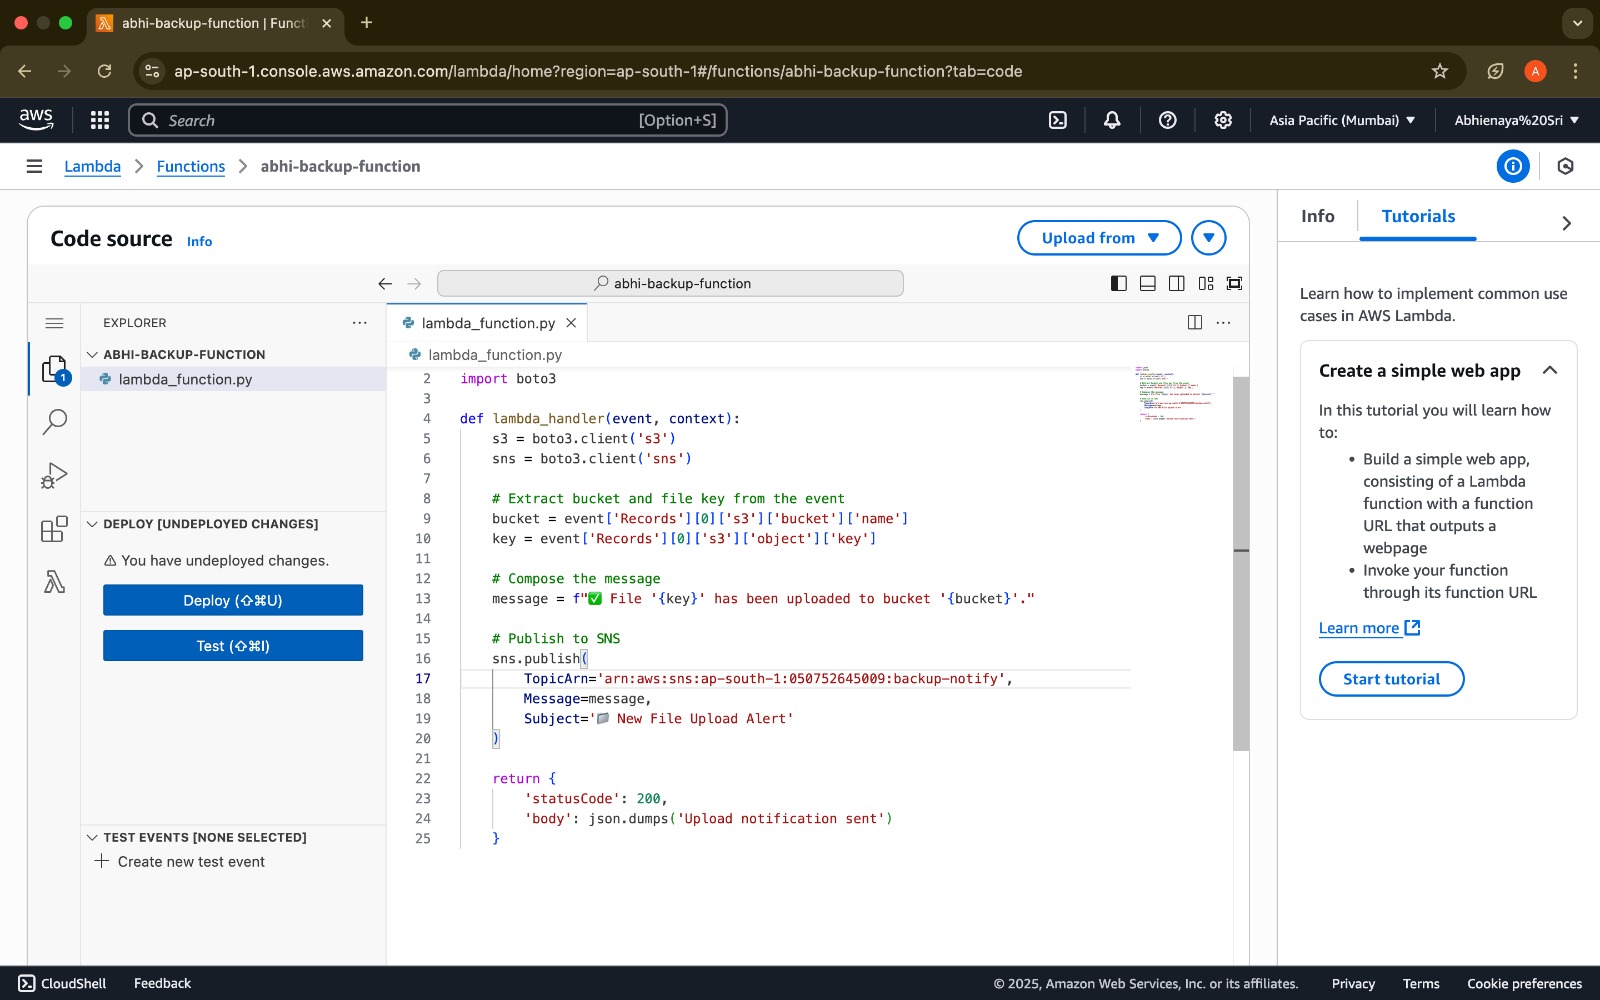 abhi-backup-function | Funct
ap-south-1.console.aws.amazon.com/lambda/home?region=ap-south-1#/functions/abhi-backup-function?tab=code
A
aws
Search [Option+S]
Asia Pacific (Mumbai)
Abhienaya%20Sri
Lambda
Functions
abhi-backup-function
Code source Info
Upload from
abhi-backup-function
EXPLORER
ABHI-BACKUP-FUNCTION
lambda_function.py
1
DEPLOY [UNDEPLOYED CHANGES]
You have undeployed changes.
Deploy (⇧⌘U)
Test (⇧⌘I)
TEST EVENTS [NONE SELECTED]
Create new test event
lambda_function.py
lambda_function.py
2 import boto3
3
4 def lambda_handler(event, context):
5 s3 = boto3.client('s3')
6 sns = boto3.client('sns')
7
8 # Extract bucket and file key from the event
9 bucket = event['Records'][0]['s3']['bucket']['name']
10 key = event['Records'][0]['s3']['object']['key']
11
12 # Compose the message
13 message = f"✅ File '{key}' has been uploaded to bucket '{bucket}'."
14
15 # Publish to SNS
16 sns.publish(
17 TopicArn='arn:aws:sns:ap-south-1:050752645009:backup-notify',
18 Message=message,
19 Subject='📁 New File Upload Alert'
20 )
21
22 return {
23 'statusCode': 200,
24 'body': json.dumps('Upload notification sent')
25 }
Info
Tutorials
Learn how to implement common use
cases in AWS Lambda.
Create a simple web app
In this tutorial you will learn how
to:
• Build a simple web app,
consisting of a Lambda
function with a function
URL that outputs a
webpage
• Invoke your function
through its function URL
Learn more
Start tutorial
CloudShell
Feedback
© 2025, Amazon Web Services, Inc. or its affiliates.
Privacy
Terms
Cookie preferences